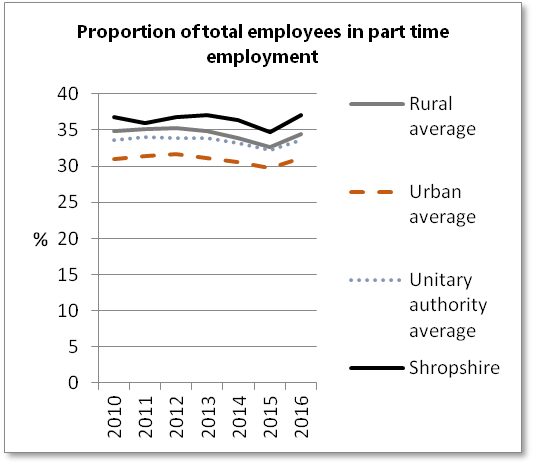 Proportion of total employees in part time
employment
40
35
30
25
20
15
10
5
0
%
2010
2011
2012
2013
2014
2015
2016
Rural
average
Urban
average
Unitary
authority
average
Shropshire